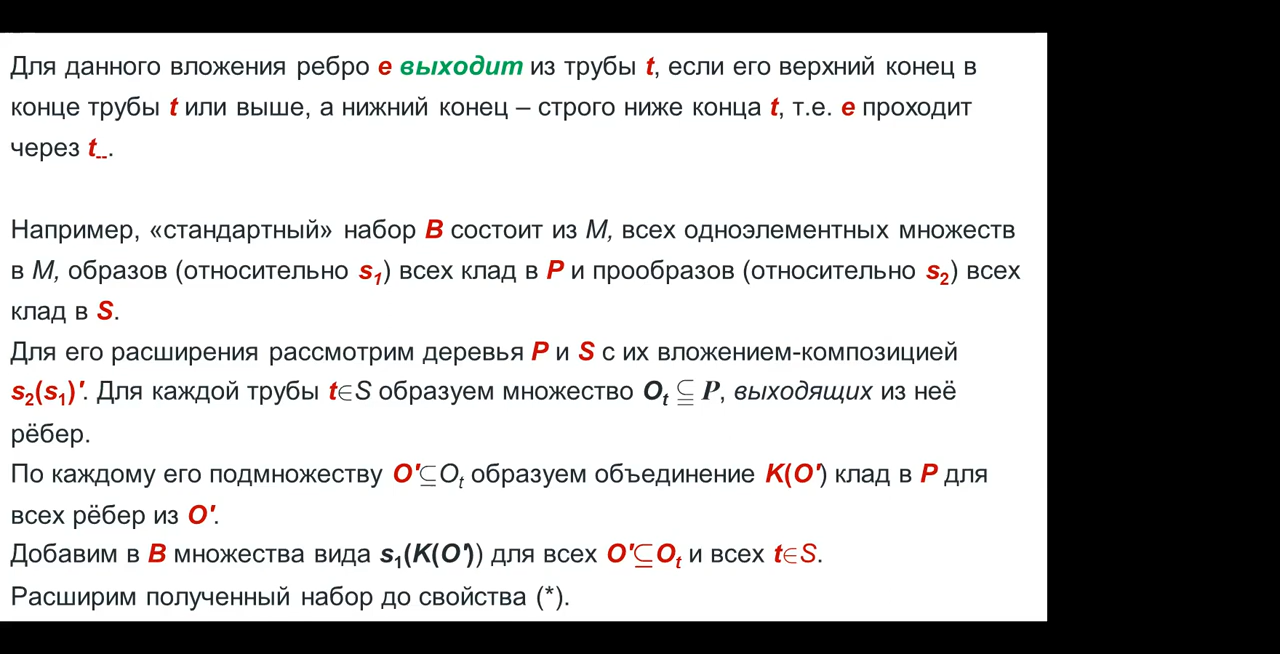 Для данного вложения ребро e выходит из трубы t, если его верхний конец в
конце трубы t или выше, а нижний конец – строго ниже конца t, т.е. e проходит
через t_.
Например, «стандартный» набор B состоит из M, всех одноэлементных множеств
в M, образов (относительно s₁) всех клад в P и прообразов (относительно s₂) всех
клад в S.
Для его расширения рассмотрим деревья P и S с их вложением-композицией
s₂(s₁)'. Для каждой трубы t∈S образуем множество Oₜ ⊆ P, выходящих из неё
рёбер.
По каждому его подмножеству O'⊆Oₜ образуем объединение K(O') клад в P для
всех рёбер из O'.
Добавим в B множества вида s₁(K(O')) для всех O'⊆Oₜ и всех t∈S.
Расширим полученный набор до свойства (*).